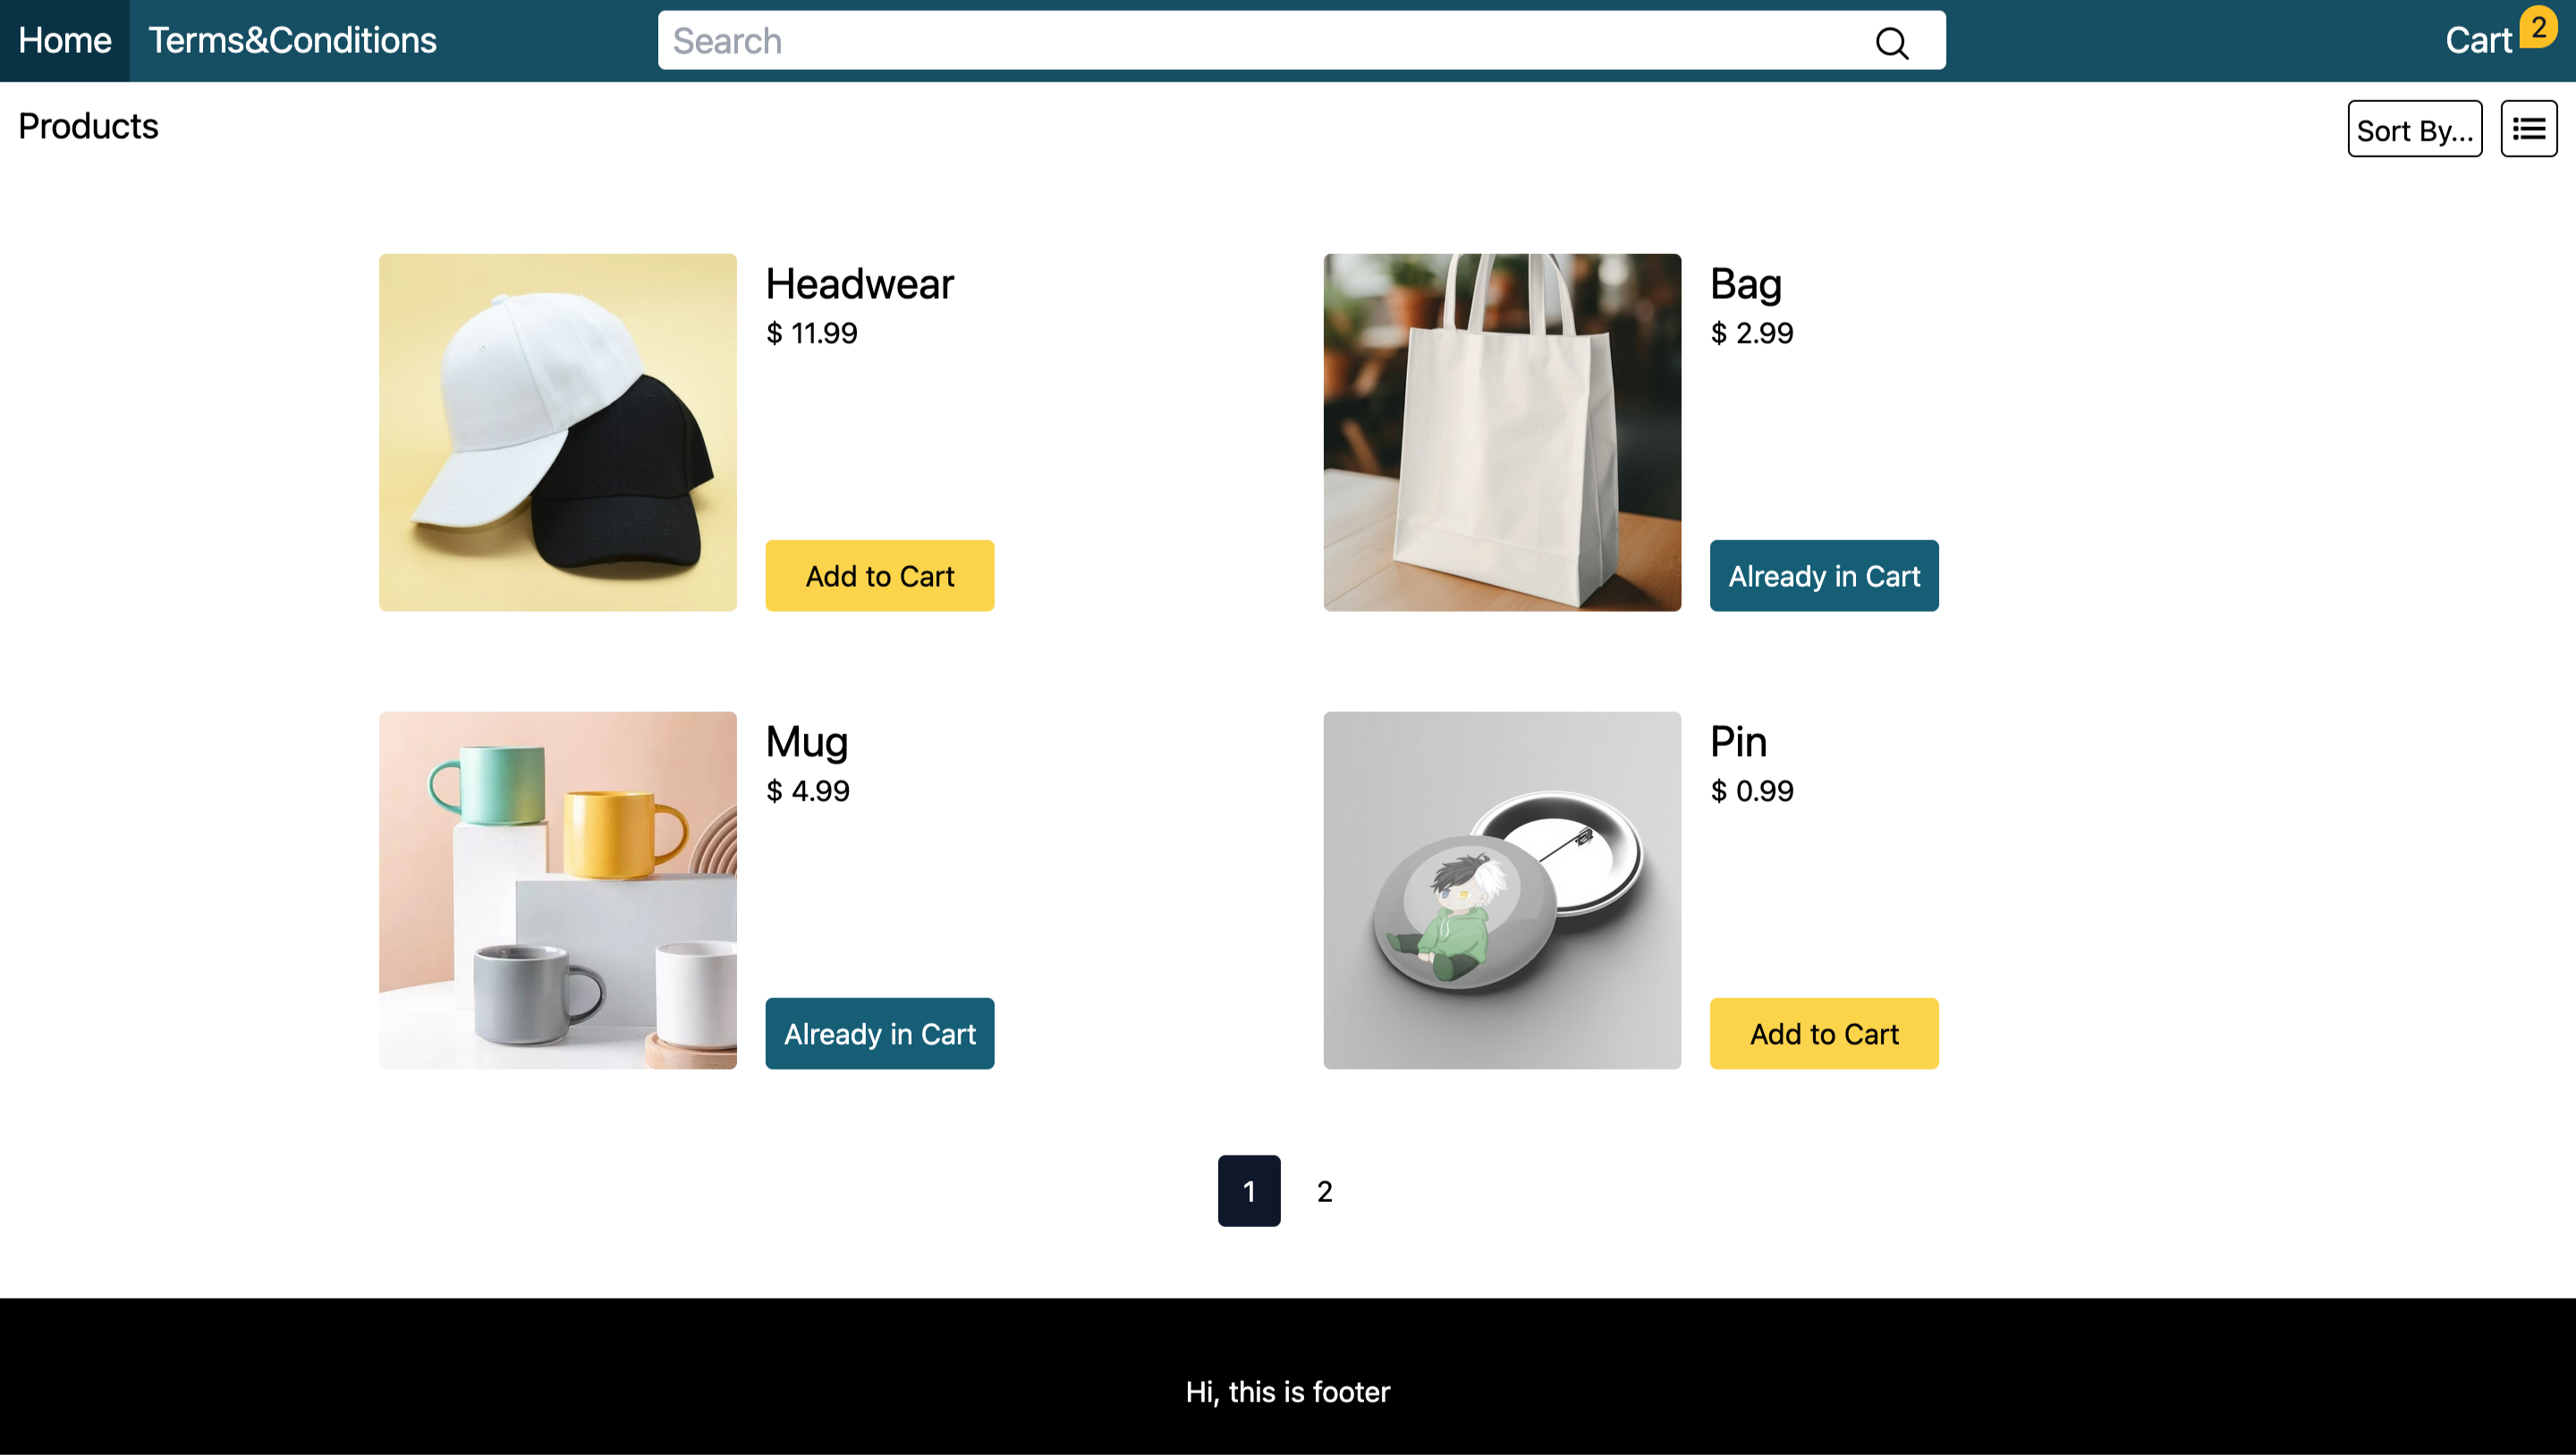 Home Terms&Conditions Search Cart 2
Products Sort By...
Headwear
$ 11.99
Add to Cart
Bag
$ 2.99
Already in Cart
Mug
$ 4.99
Already in Cart
Pin
$ 0.99
Add to Cart
1 2
Hi, this is footer